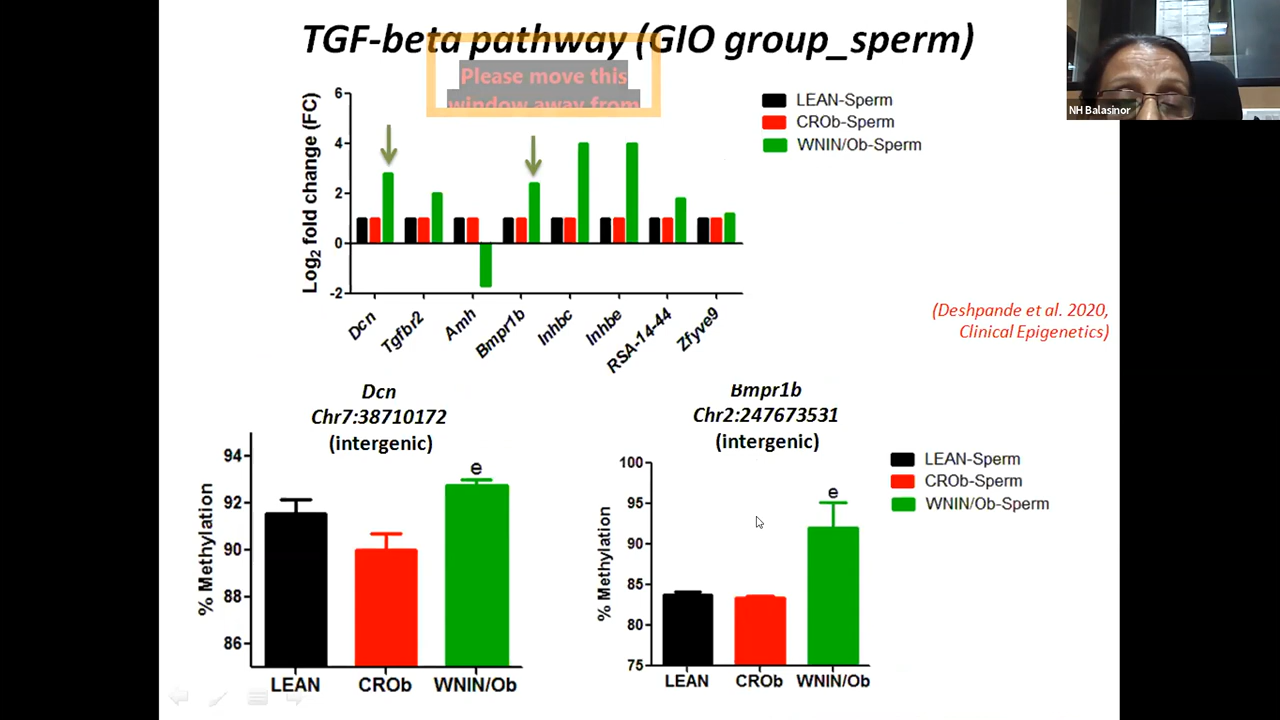 TGF-beta pathway (GIO group_sperm)
Please move this
window away from
NH Balasinor
Log2 fold change (FC)
6
4
2
0
-2
LEAN-Sperm
CROb-Sperm
WNIN/Ob-Sperm
Dcn
Tgfbr2
Amh
Bmpr1b
Inhbc
Inhbe
RSA-14-44
Zfyve9
(Deshpande et al. 2020,
Clinical Epigenetics)
Dcn
Chr7:38710172
(intergenic)
% Methylation
94
92
90
88
86
e
LEAN
CROb
WNIN/Ob
Bmpr1b
Chr2:247673531
(intergenic)
% Methylation
100
95
90
85
80
75
e
LEAN
CROb
WNIN/Ob
LEAN-Sperm
CROb-Sperm
WNIN/Ob-Sperm